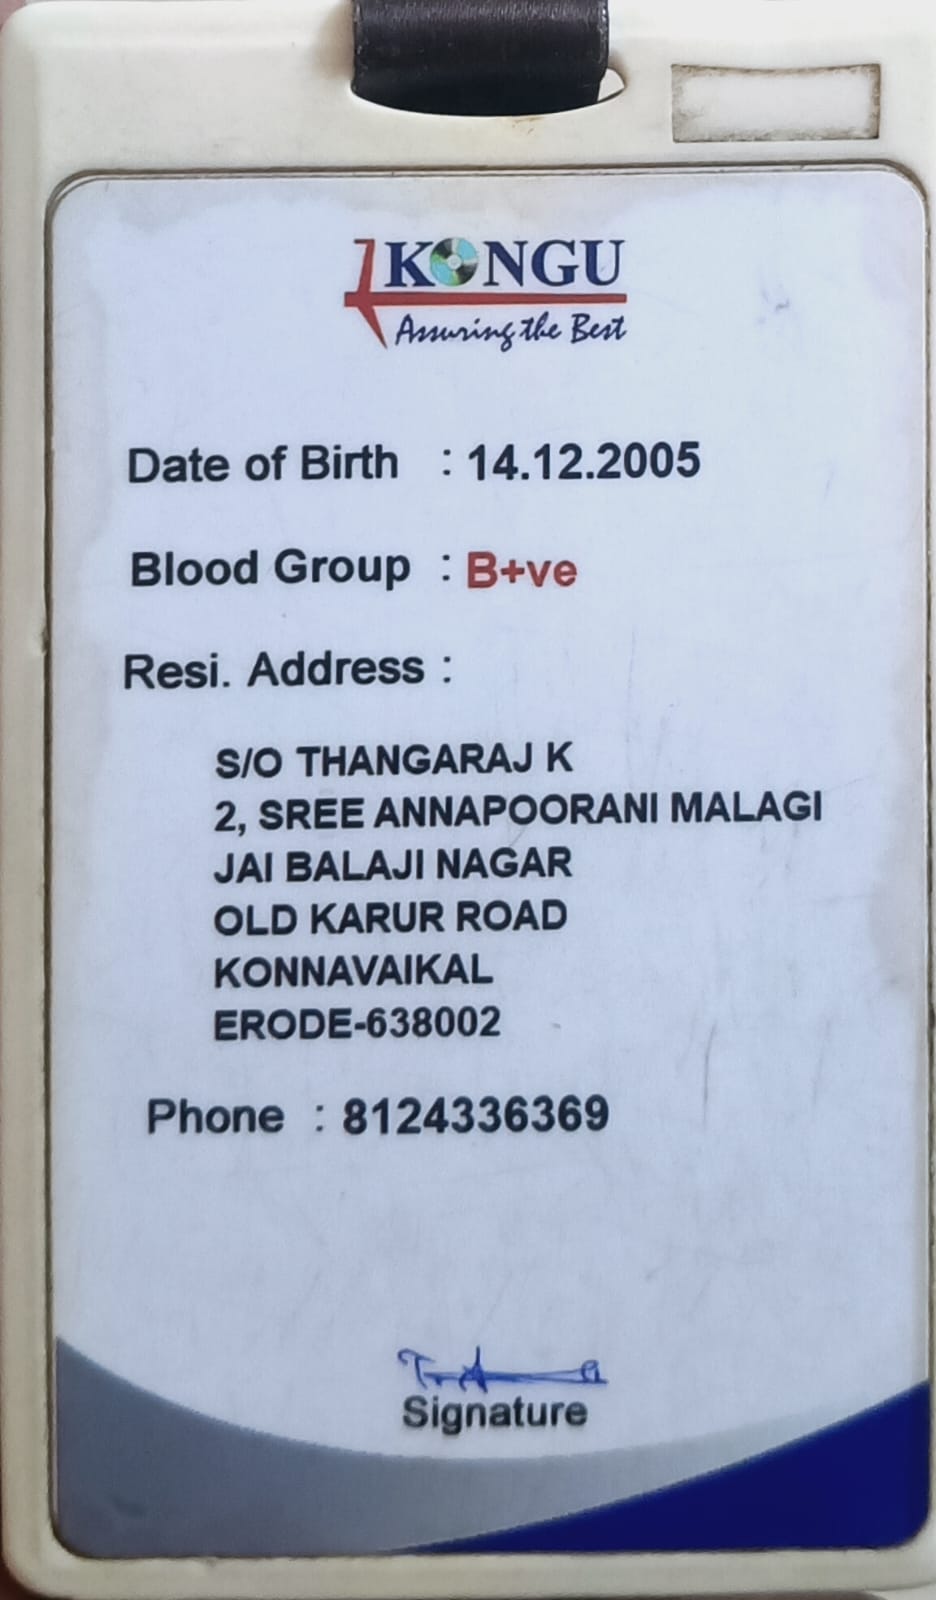 KONGU
Assuring the Best
Date of Birth : 14.12.2005
Blood Group : B+ve
Resi. Address :
S/O THANGARAJ K
2, SREE ANNAPOORANI MALAGI
JAI BALAJI NAGAR
OLD KARUR ROAD
KONNAVAIKAL
ERODE-638002
Phone : 8124336369
Signature